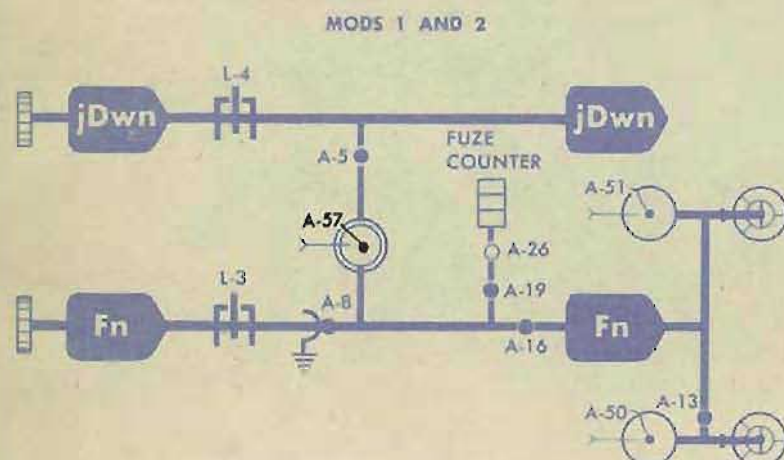 MODS 1 AND 2
L-4
jDwn
jDwn
A-5
FUZE
COUNTER
A-51
A-57
A-26
L-3
A-8
A-19
Fn
Fn
A-16
A-13
A-50